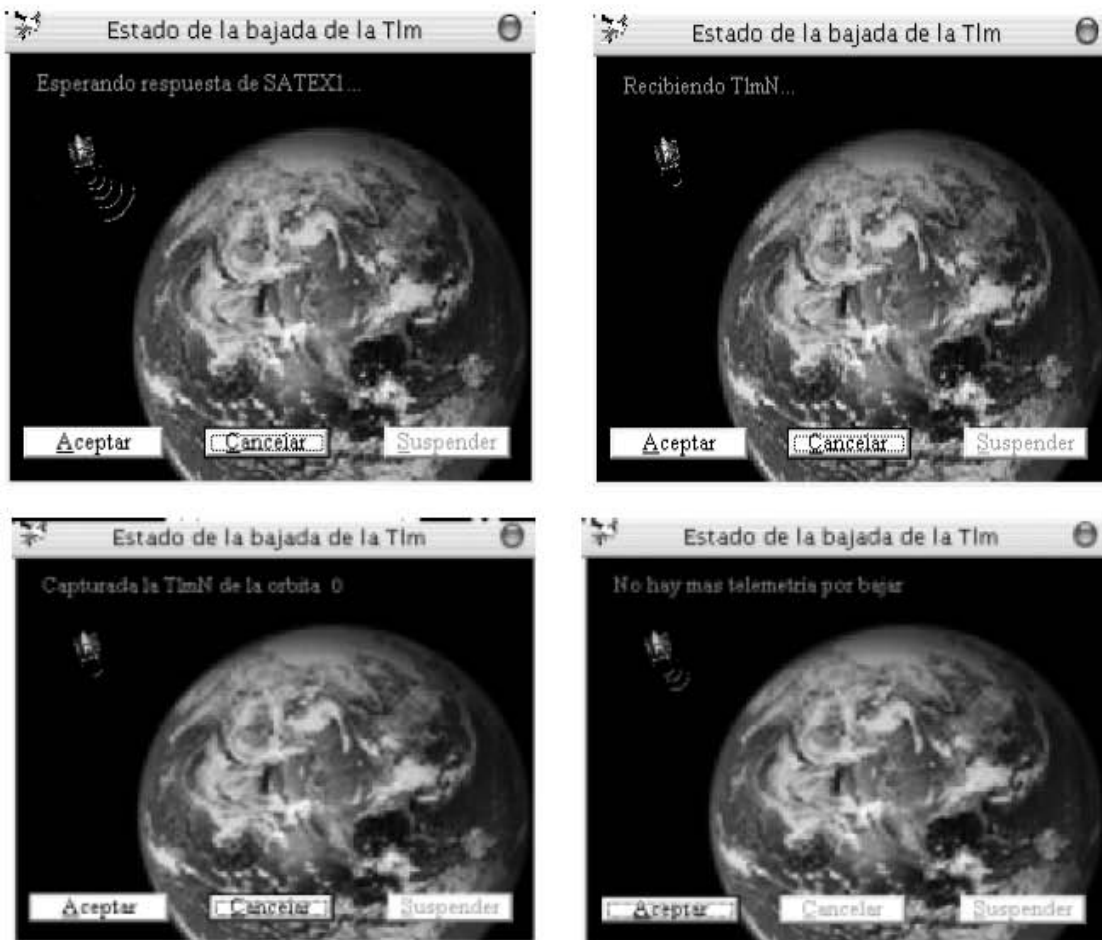 Estado de la bajada de la Tlm
Esperando respuesta de SATEX1...
Aceptar
Cancelar
Suspender
Estado de la bajada de la Tlm
Recibiendo TlmN...
Aceptar
Cancelar
Suspender
Estado de la bajada de la Tlm
Capturada la TlmN de la orbita 0
Aceptar
Cancelar
Suspender
Estado de la bajada de la Tlm
No hay mas telemetria por bajar
Aceptar
Cancelar
Suspender